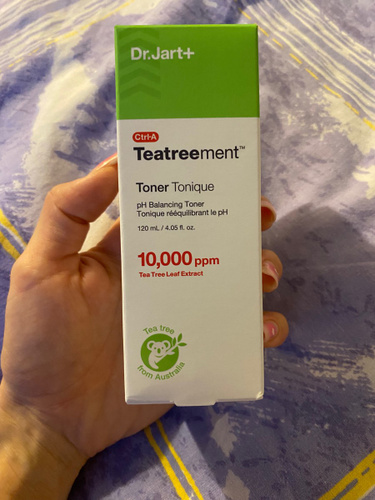 Dr.Jart+
Ctrl-A
Teatreement™
Toner Tonique
pH Balancing Toner
Tonique rééquilibrant le pH
120 mL / 4.05 fl. oz.
10,000 ppm
Tea Tree Leaf Extract
Tea tree
from Australia